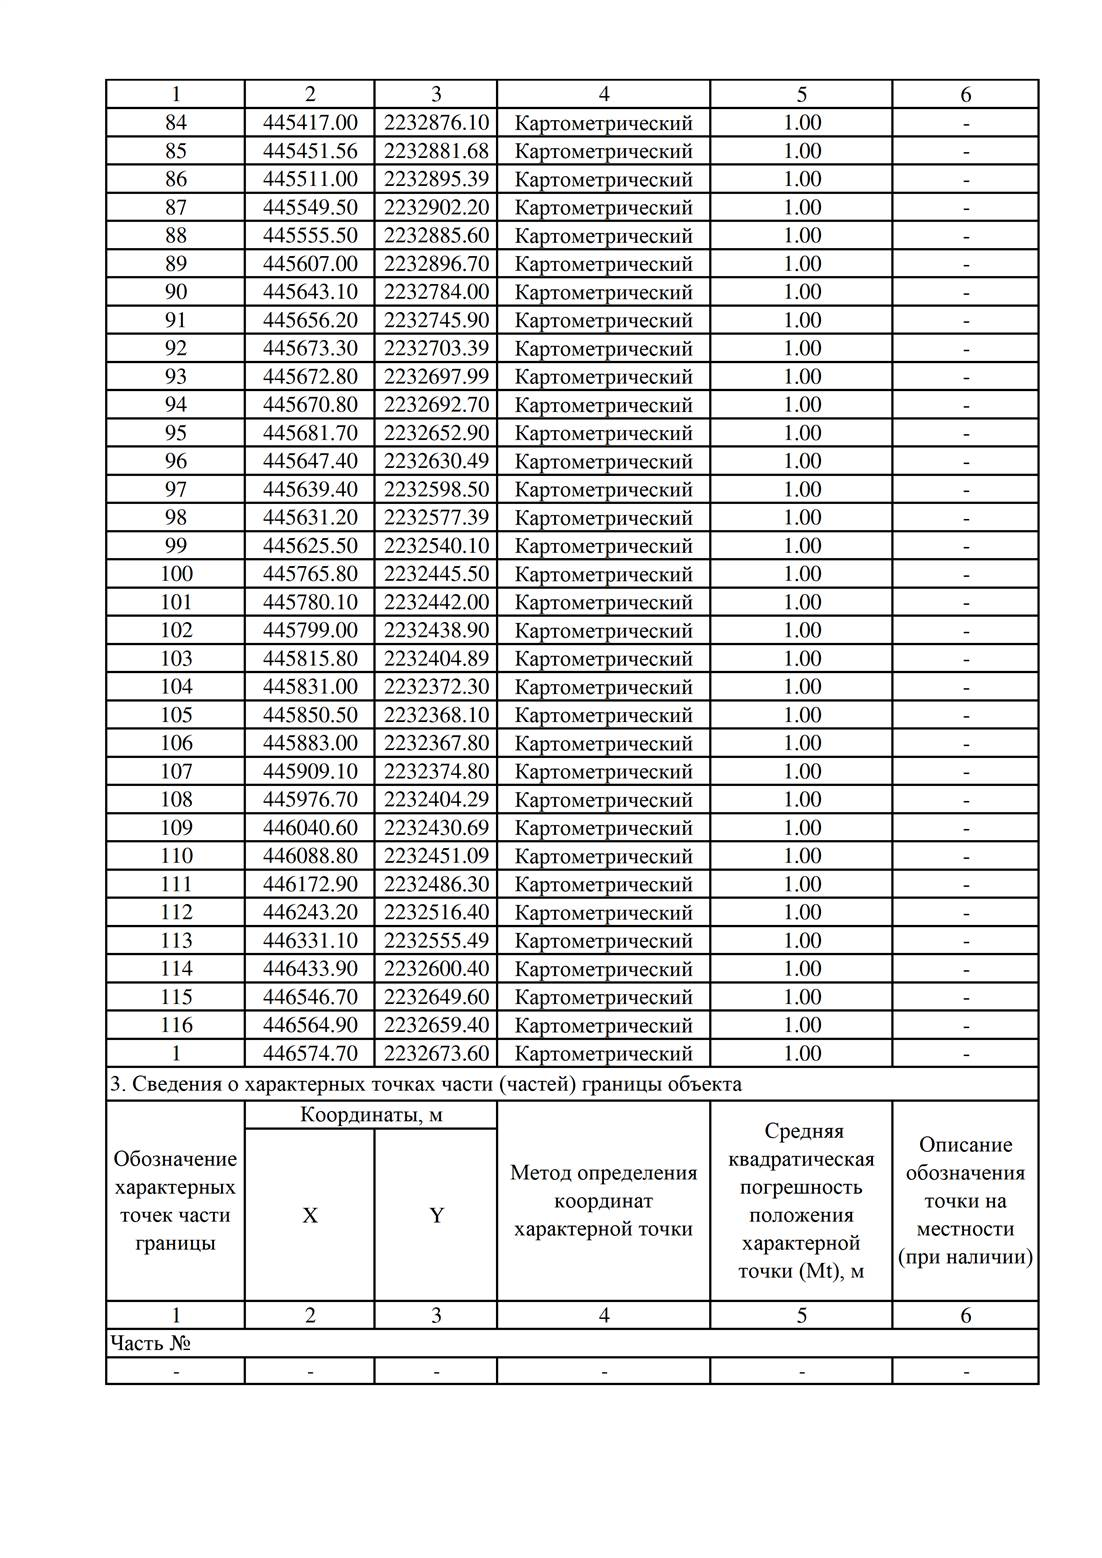 1 2 3 4 5 6
84 445417.00 2232876.10 Картометрический 1.00 -
85 445451.56 2232881.68 Картометрический 1.00 -
86 445511.00 2232895.39 Картометрический 1.00 -
87 445549.50 2232902.20 Картометрический 1.00 -
88 445555.50 2232885.60 Картометрический 1.00 -
89 445607.00 2232896.70 Картометрический 1.00 -
90 445643.10 2232784.00 Картометрический 1.00 -
91 445656.20 2232745.90 Картометрический 1.00 -
92 445673.30 2232703.39 Картометрический 1.00 -
93 445672.80 2232697.99 Картометрический 1.00 -
94 445670.80 2232692.70 Картометрический 1.00 -
95 445681.70 2232652.90 Картометрический 1.00 -
96 445647.40 2232630.49 Картометрический 1.00 -
97 445639.40 2232598.50 Картометрический 1.00 -
98 445631.20 2232577.39 Картометрический 1.00 -
99 445625.50 2232540.10 Картометрический 1.00 -
100 445765.80 2232445.50 Картометрический 1.00 -
101 445780.10 2232442.00 Картометрический 1.00 -
102 445799.00 2232438.90 Картометрический 1.00 -
103 445815.80 2232404.89 Картометрический 1.00 -
104 445831.00 2232372.30 Картометрический 1.00 -
105 445850.50 2232368.10 Картометрический 1.00 -
106 445883.00 2232367.80 Картометрический 1.00 -
107 445909.10 2232374.80 Картометрический 1.00 -
108 445976.70 2232404.29 Картометрический 1.00 -
109 446040.60 2232430.69 Картометрический 1.00 -
110 446088.80 2232451.09 Картометрический 1.00 -
111 446172.90 2232486.30 Картометрический 1.00 -
112 446243.20 2232516.40 Картометрический 1.00 -
113 446331.10 2232555.49 Картометрический 1.00 -
114 446433.90 2232600.40 Картометрический 1.00 -
115 446546.70 2232649.60 Картометрический 1.00 -
116 446564.90 2232659.40 Картометрический 1.00 -
1 446574.70 2232673.60 Картометрический 1.00 -
3. Сведения о характерных точках части (частей) границы объекта
Обозначение
характерных
точек части
границы
Координаты, м
X
Y
Метод определения
координат
характерной точки
Средняя
квадратическая
погрешность
положения
характерной
точки (Mt), м
Описание
обозначения
точки на
местности
(при наличии)
1 2 3 4 5 6
Часть №
- - - - - -